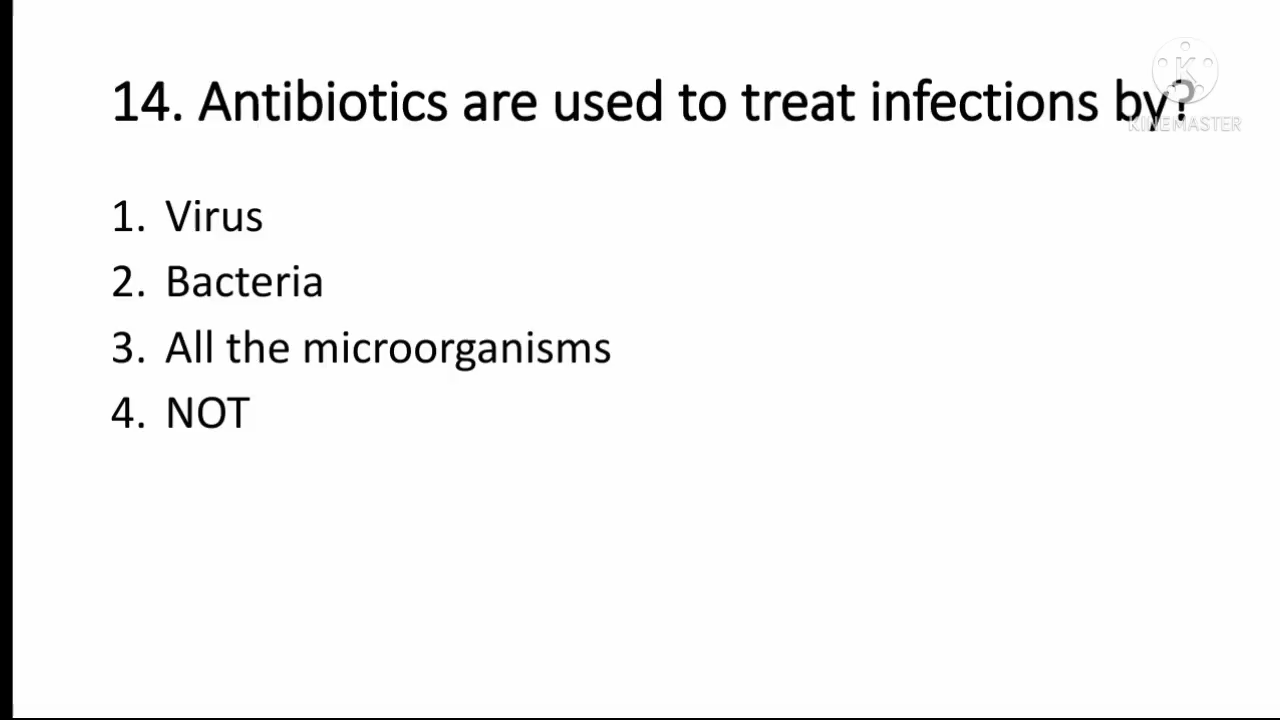 14. Antibiotics are used to treat infections by?
KINEMASTER
1. Virus
2. Bacteria
3. All the microorganisms
4. NOT